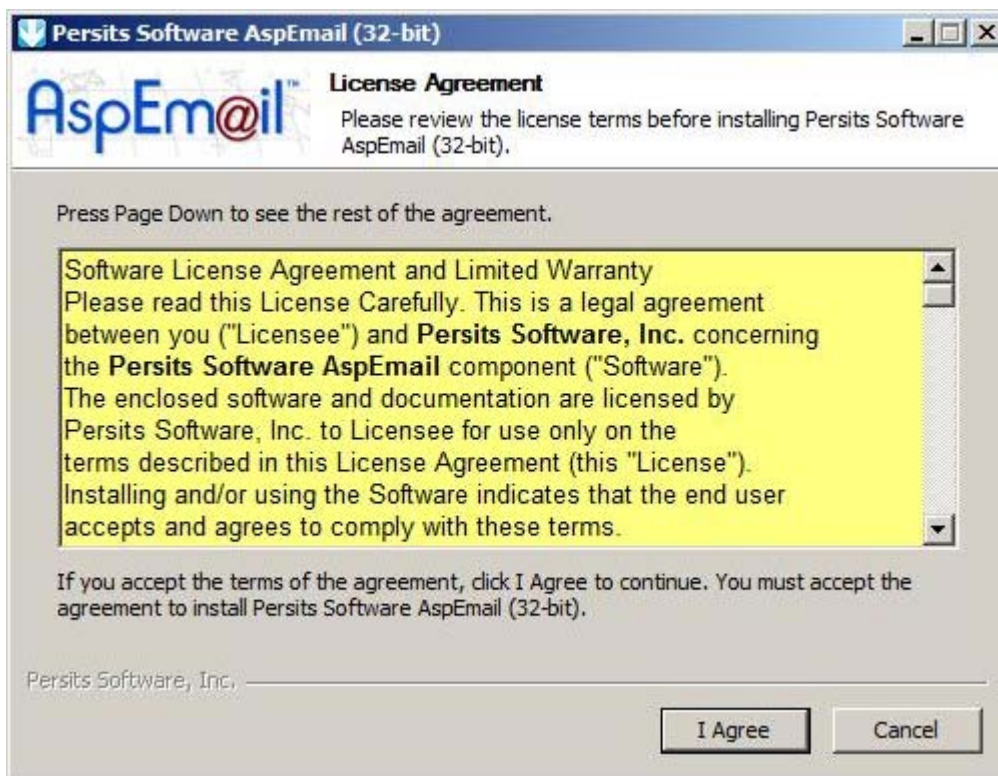 Persits Software AspEmail (32-bit)
AspEm@il™
License Agreement
Please review the license terms before installing Persits Software
AspEmail (32-bit).
Press Page Down to see the rest of the agreement.
Software License Agreement and Limited Warranty
Please read this License Carefully. This is a legal agreement
between you ("Licensee") and Persits Software, Inc. concerning
the Persits Software AspEmail component ("Software").
The enclosed software and documentation are licensed by
Persits Software, Inc. to Licensee for use only on the
terms described in this License Agreement (this "License").
Installing and/or using the Software indicates that the end user
accepts and agrees to comply with these terms.
If you accept the terms of the agreement, click I Agree to continue. You must accept the
agreement to install Persits Software AspEmail (32-bit).
Persits Software, Inc.
I Agree
Cancel